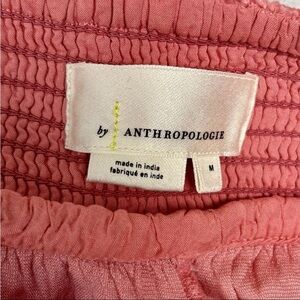 by ANTHROPOLOGIE
made in india
fabriqué en inde
M